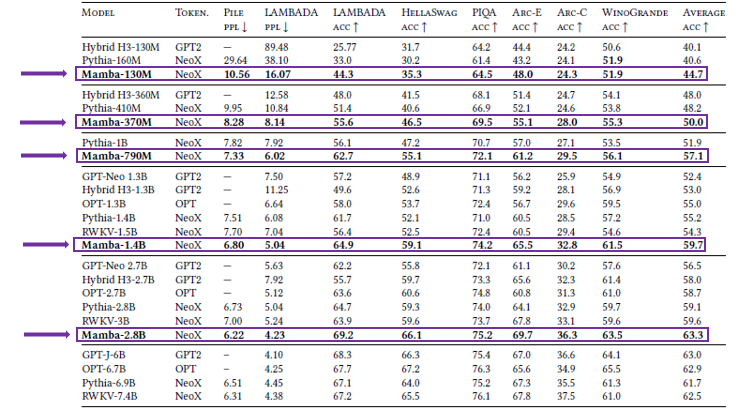 MODEL TOKEN. PILE LAMBADA LAMBADA HELLASWAG PIQA ARC-E ARC-C WINOGRANDE AVERAGE
PPL ↓ PPL ↓ ACC ↑ ACC ↑ ACC ↑ ACC ↑ ACC ↑ ACC ↑ ACC ↑
Hybrid H3-130M GPT2 — 89.48 25.77 31.7 64.2 44.4 24.2 50.6 40.1
Pythia-160M NeoX 29.64 38.10 33.0 30.2 61.4 43.2 24.1 51.9 40.6
Mamba-130M NeoX 10.56 16.07 44.3 35.3 64.5 48.0 24.3 51.9 44.7
Hybrid H3-360M GPT2 — 12.58 48.0 41.5 68.1 51.4 24.7 54.1 48.0
Pythia-410M NeoX 9.95 10.84 51.4 40.6 66.9 52.1 24.6 53.8 48.2
Mamba-370M NeoX 8.28 8.14 55.6 46.5 69.5 55.1 28.0 55.3 50.0
Pythia-1B NeoX 7.82 7.92 56.1 47.2 70.7 57.0 27.1 53.5 51.9
Mamba-790M NeoX 7.33 6.02 62.7 55.1 72.1 61.2 29.5 56.1 57.1
GPT-Neo 1.3B GPT2 — 7.50 57.2 48.9 71.1 56.2 25.9 54.9 52.4
Hybrid H3-1.3B GPT2 — 11.25 49.6 52.6 71.3 59.2 28.1 56.9 53.0
OPT-1.3B OPT — 6.64 58.0 53.7 72.4 56.7 29.6 59.5 55.0
Pythia-1.4B NeoX 7.51 6.08 61.7 52.1 71.0 60.5 28.5 57.2 55.2
RWKV-1.5B NeoX 7.70 7.04 56.4 52.5 72.4 60.5 29.4 54.6 54.3
Mamba-1.4B NeoX 6.80 5.04 64.9 59.1 74.2 65.5 32.8 61.5 59.7
GPT-Neo 2.7B GPT2 — 5.63 62.2 55.8 72.1 61.1 30.2 57.6 56.5
Hybrid H3-2.7B GPT2 — 7.92 55.7 59.7 73.3 65.6 32.3 61.4 58.0
OPT-2.7B OPT — 5.12 63.6 60.6 74.8 60.8 31.3 61.0 58.7
Pythia-2.8B NeoX 6.73 5.04 64.7 59.3 74.0 64.1 32.9 59.7 59.1
RWKV-3B NeoX 7.00 5.24 63.9 59.6 73.7 67.8 33.1 59.6 59.6
Mamba-2.8B NeoX 6.22 4.23 69.2 66.1 75.2 69.7 36.3 63.5 63.3
GPT-J-6B GPT2 – 4.10 68.3 66.3 75.4 67.0 36.6 64.1 63.0
OPT-6.7B OPT – 4.25 67.7 67.2 76.3 65.6 34.9 65.5 62.9
Pythia-6.9B NeoX 6.51 4.45 67.1 64.0 75.2 67.3 35.5 61.3 61.7
RWKV-7.4B NeoX 6.31 4.38 67.2 65.5 76.1 67.8 37.5 61.0 62.5